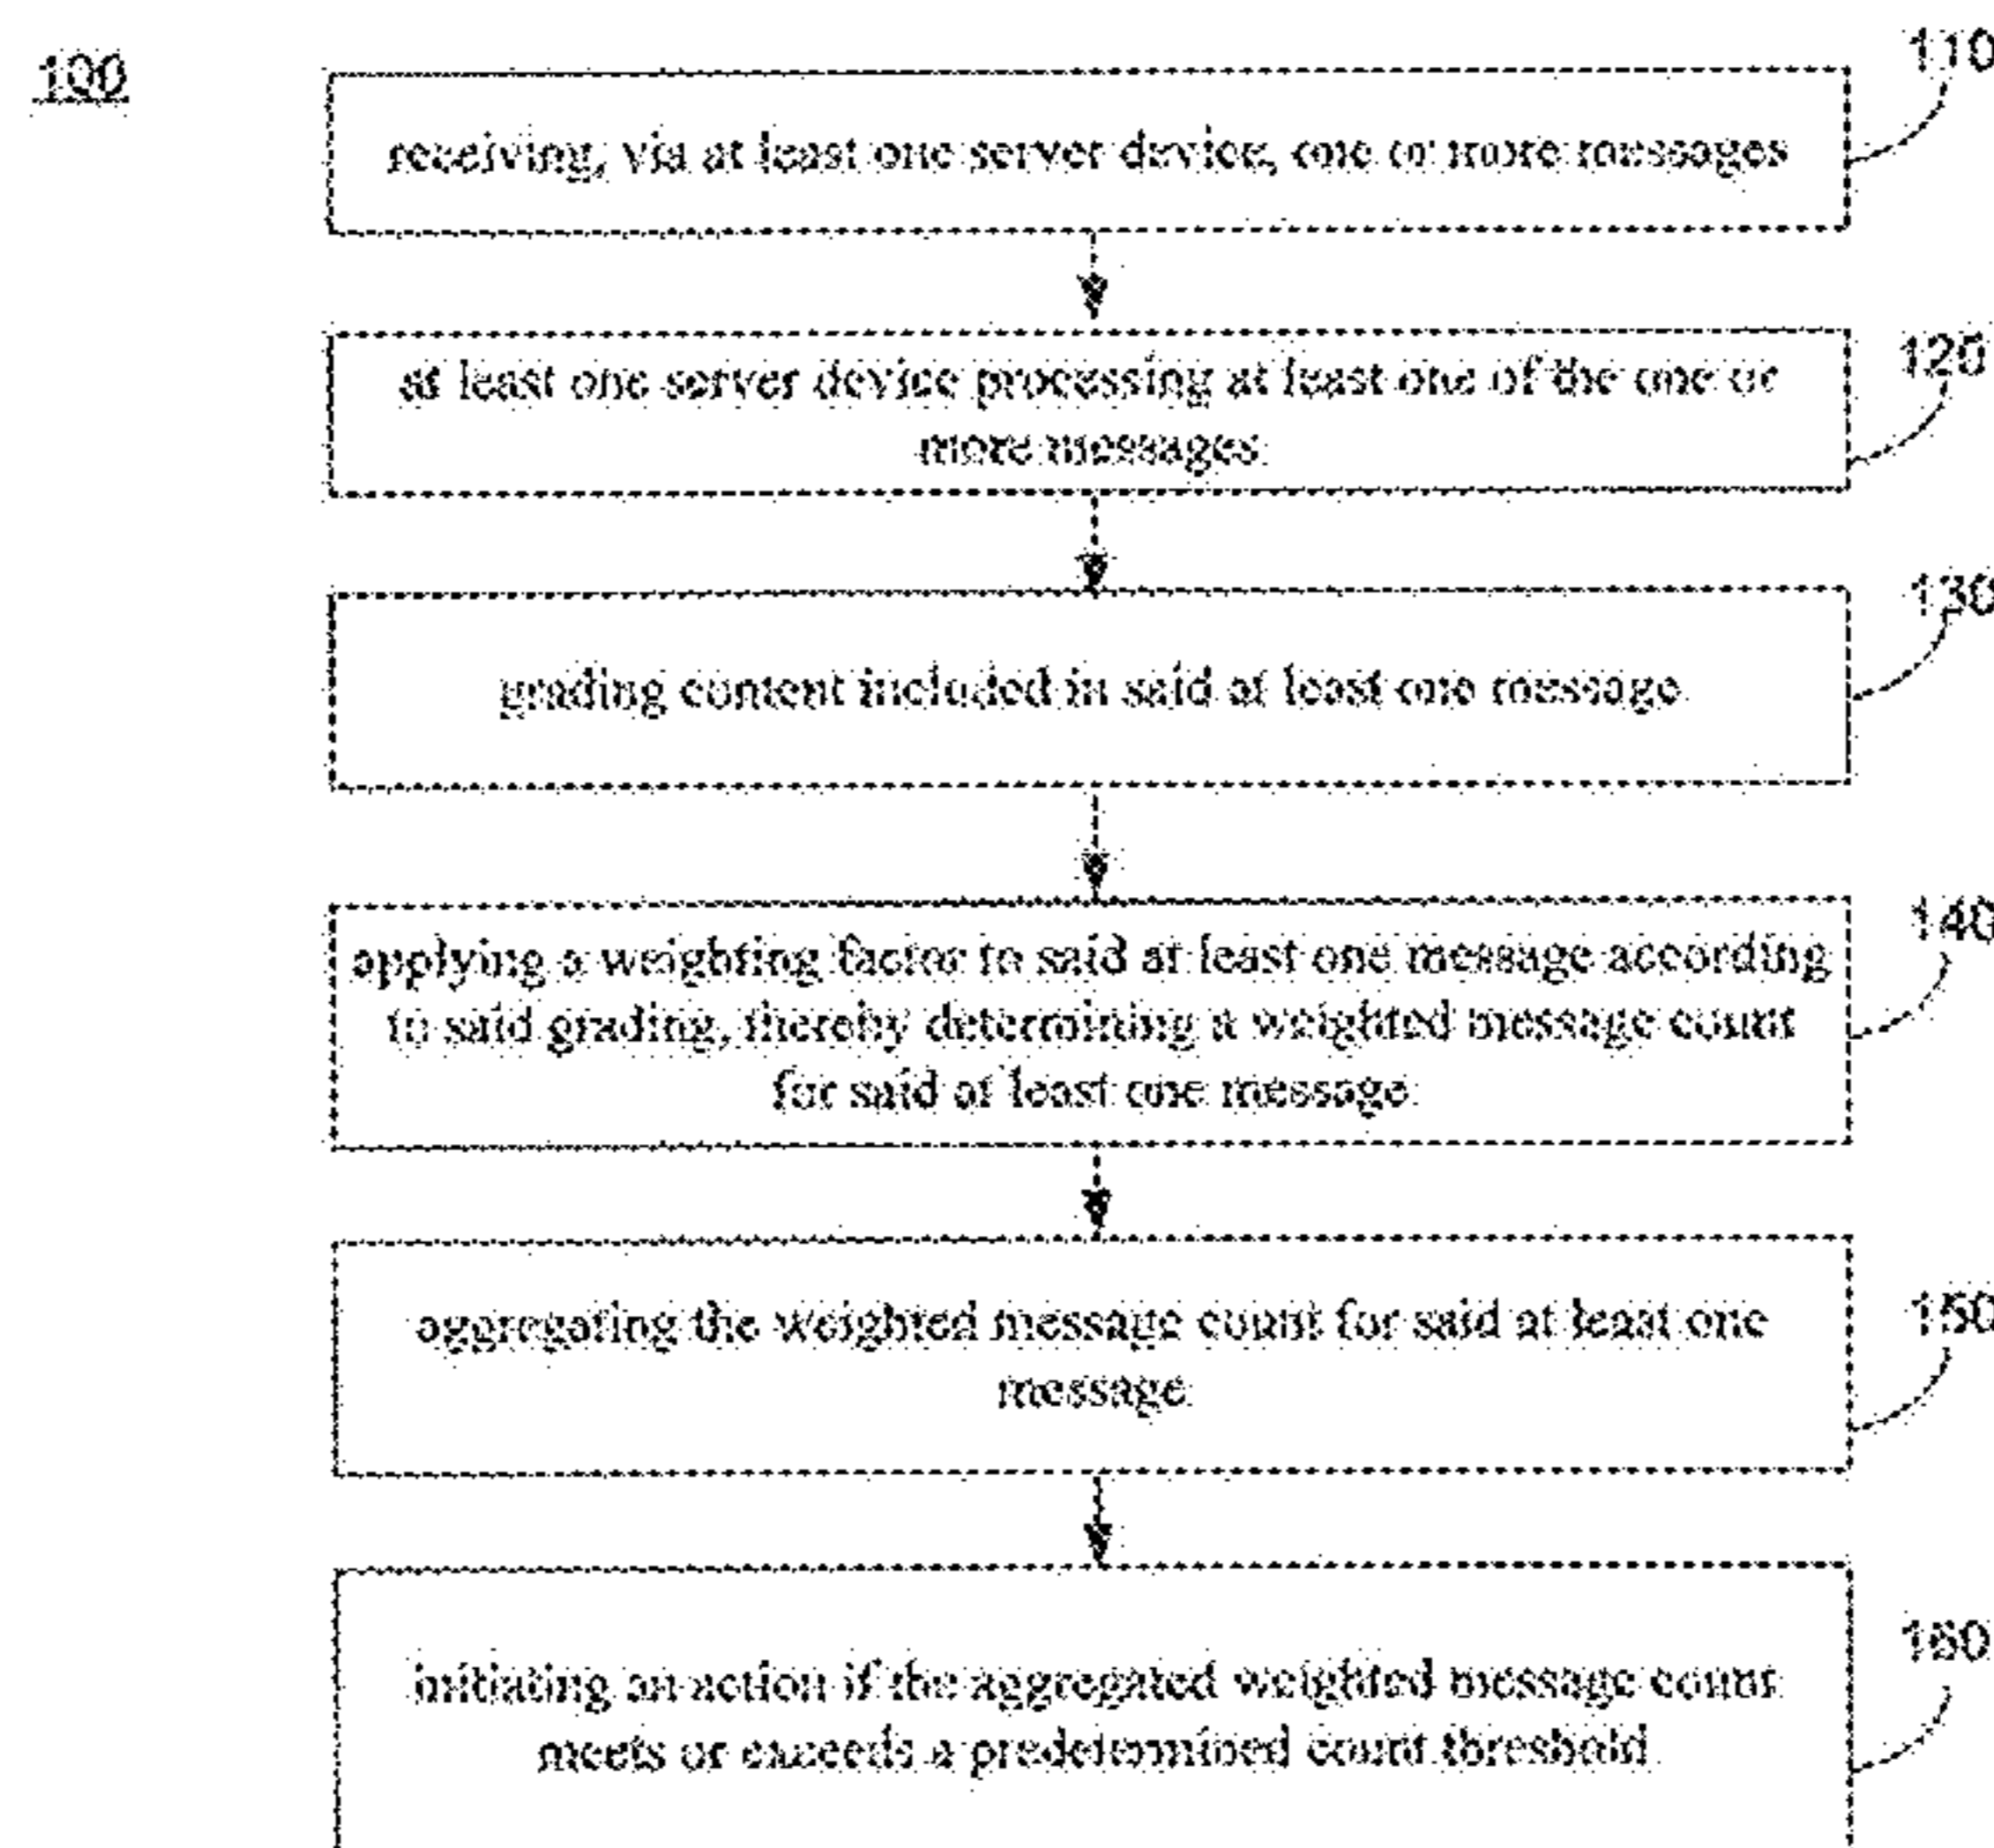 100
110
receiving, via at least one server device, one or more messages
120
at least one server device processing at least one of the one or
more messages
130
grading content included in said at least one message
140
applying a weighting factor to said at least one message according
to said grading, thereby determining a weighted message count
for said at least one message
150
aggregating the weighted message count for said at least one
message
160
initiating an action if the aggregated weighted message count
meets or exceeds a predetermined count threshold